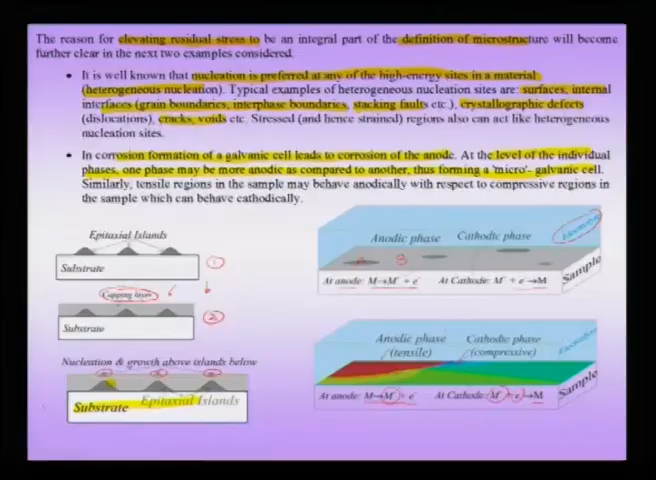 The reason for elevating residual stress to be an integral part of the definition of microstructure will become
further clear in the next two examples considered.
• It is well known that nucleation is preferred at any of the high-energy sites in a material
(heterogeneous nucleation). Typical examples of heterogeneous nucleation sites are: surfaces, internal
interfaces (grain boundaries, interphase boundaries, stacking faults etc.), crystallographic defects
(dislocations), cracks, voids etc. Stressed (and hence strained) regions also can act like heterogeneous
nucleation sites.
• In corrosion formation of a galvanic cell leads to corrosion of the anode. At the level of the individual
phases, one phase may be more anodic as compared to another, thus forming a 'micro'- galvanic cell.
Similarly, tensile regions in the sample may behave anodically with respect to compressive regions in
the sample which can behave cathodically.
Epitaxial Islands
Substrate
1
Capping layer
Substrate
2
Nucleation & growth above islands below
Epitaxial Islands
Substrate
Electrolyte
Anodic phase Cathodic phase
Sample
At anode: M→M⁺ + e⁻ At Cathode: M⁺ + e⁻→M
Electrolyte
Anodic phase Cathodic phase
(tensile) (compressive)
Sample
At anode: M→M⁺ + e⁻ At Cathode: M⁺ + e⁻→M